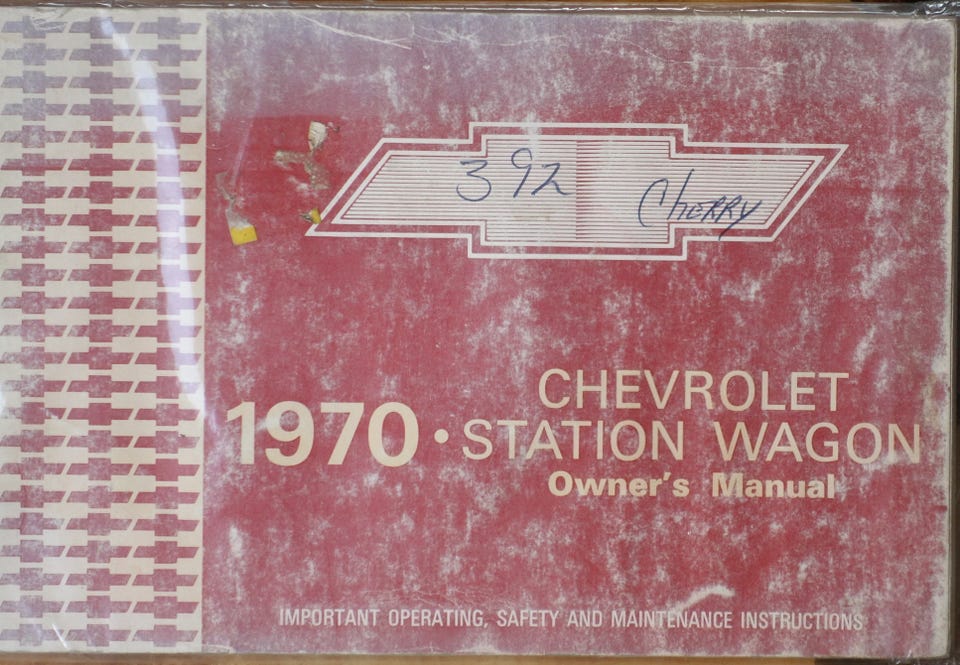 392 Cherry
CHEVROLET
1970 • STATION WAGON
Owner's Manual
IMPORTANT OPERATING, SAFETY AND MAINTENANCE INSTRUCTIONS